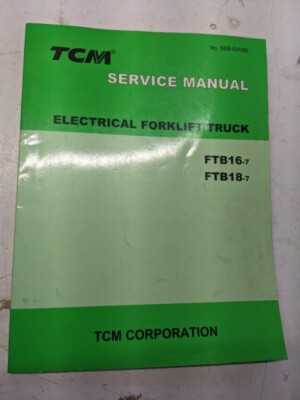 TCM
SERVICE MANUAL
ELECTRICAL FORKLIFT TRUCK
FTB16-7
FTB18-7
TCM CORPORATION